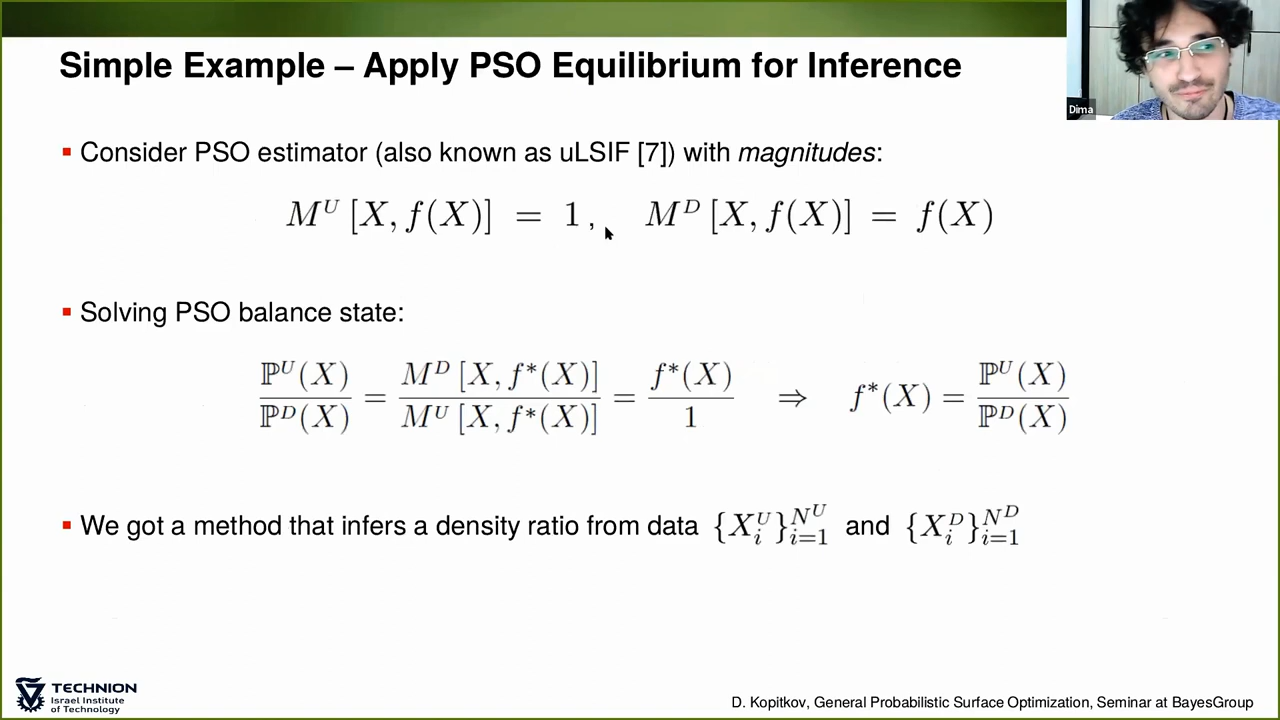 Simple Example – Apply PSO Equilibrium for Inference
Dima
▪ Consider PSO estimator (also known as uLSIF [7]) with magnitudes:
M^U [X, f(X)] = 1 , M^D [X, f(X)] = f(X)
▪ Solving PSO balance state:
ℙ^U(X) / ℙ^D(X) = M^D [X, f*(X)] / M^U [X, f*(X)] = f*(X) / 1 ⇒ f*(X) = ℙ^U(X) / ℙ^D(X)
▪ We got a method that infers a density ratio from data {X_i^U}_{i=1}^{N^U} and {X_i^D}_{i=1}^{N^D}
TECHNION
Israel Institute
of Technology
D. Kopitkov, General Probabilistic Surface Optimization, Seminar at BayesGroup